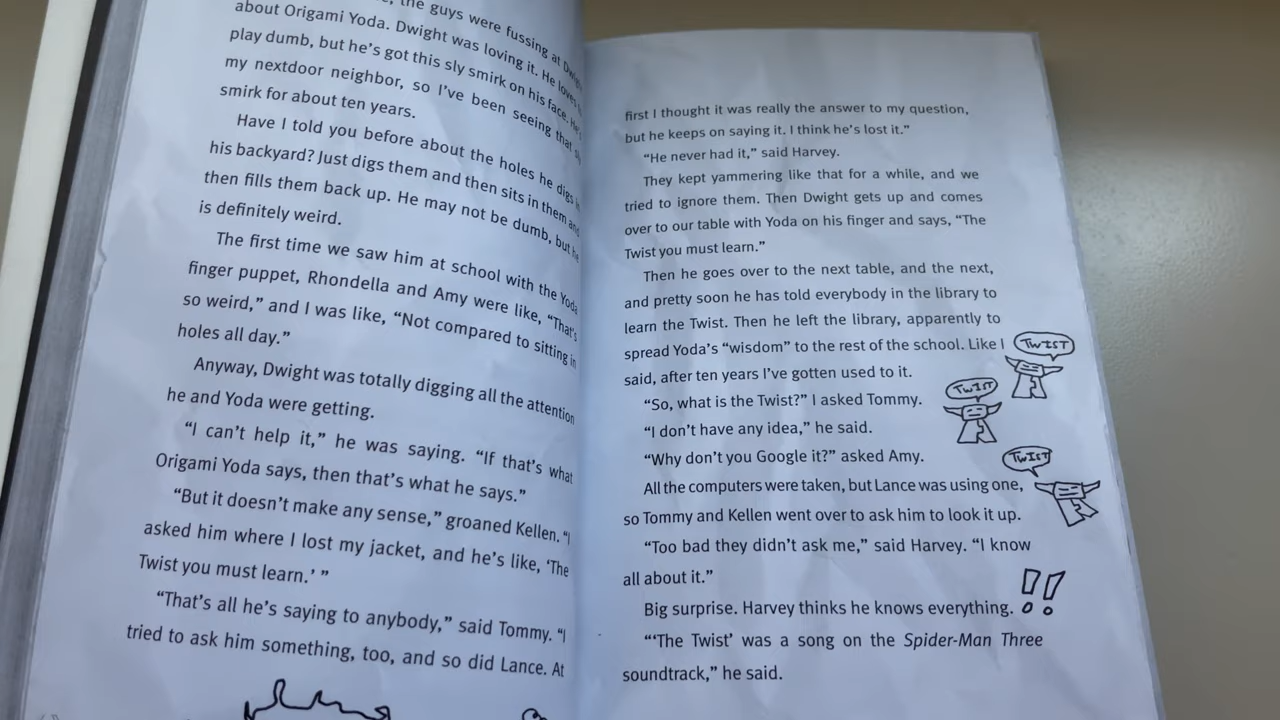 the guys were fussing at
about Origami Yoda. Dwight was loving it. He loves
play dumb, but he's got this sly smirk on his face. He's
my nextdoor neighbor, so I've been seeing that
smirk for about ten years.
Have I told you before about the holes he digs in
his backyard? Just digs them and then sits in them and
then fills them back up. He may not be dumb, but he
is definitely weird.
The first time we saw him at school with the Yoda
finger puppet, Rhondella and Amy were like, “That's
so weird,” and I was like, “Not compared to sitting in
holes all day.”
Anyway, Dwight was totally digging all the attention
he and Yoda were getting.
“I can't help it,” he was saying. “If that's what
Origami Yoda says, then that's what he says.”
“But it doesn't make any sense,” groaned Kellen. “I
asked him where I lost my jacket, and he's like, ‘The
Twist you must learn.’ ”
“That's all he's saying to anybody,” said Tommy. “I
tried to ask him something, too, and so did Lance. At
first I thought it was really the answer to my question,
but he keeps on saying it. I think he's lost it.”
“He never had it,” said Harvey.
They kept yammering like that for a while, and we
tried to ignore them. Then Dwight gets up and comes
over to our table with Yoda on his finger and says, “The
Twist you must learn.”
Then he goes over to the next table, and the next,
and pretty soon he has told everybody in the library to
learn the Twist. Then he left the library, apparently to
spread Yoda's “wisdom” to the rest of the school. Like I
said, after ten years I've gotten used to it.
TWIST
TWIST
“So, what is the Twist?” I asked Tommy.
“I don't have any idea,” he said.
“Why don't you Google it?” asked Amy.
TWIST
All the computers were taken, but Lance was using one,
so Tommy and Kellen went over to ask him to look it up.
“Too bad they didn't ask me,” said Harvey. “I know
all about it.”
Big surprise. Harvey thinks he knows everything.
!!
“‘The Twist’ was a song on the Spider-Man Three
soundtrack,” he said.